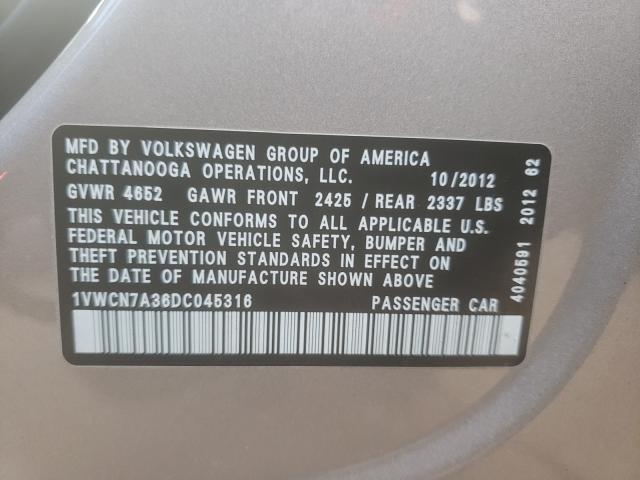 MFD BY VOLKSWAGEN GROUP OF AMERICA
CHATTANOOGA OPERATIONS, LLC. 10/2012
GVWR 4652 GAWR FRONT 2425 / REAR 2337 LBS
THIS VEHICLE CONFORMS TO ALL APPLICABLE U.S.
FEDERAL MOTOR VEHICLE SAFETY, BUMPER AND
THEFT PREVENTION STANDARDS IN EFFECT ON
THE DATE OF MANUFACTURE SHOWN ABOVE
1VWCN7A36DC045316 PASSENGER CAR
4040591 2012 62